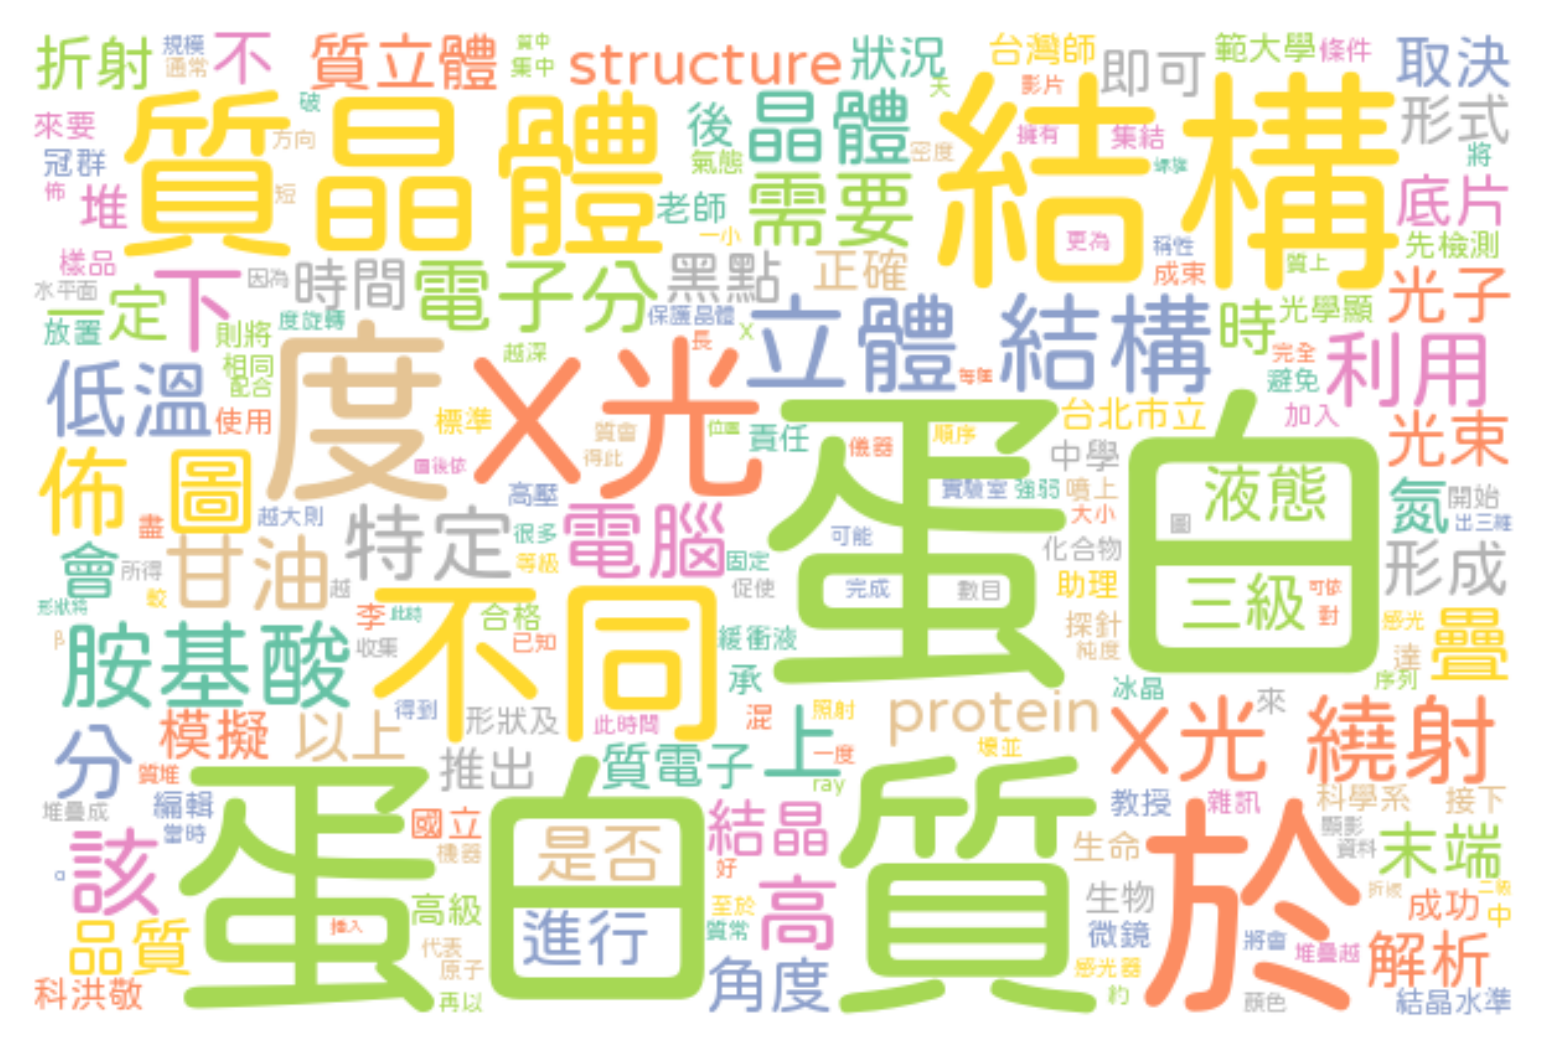 折射
規模
通常
不
質立體
質中
集中
structure
狀況
台灣師
影片
即可
範大學
條件
取決
來要
冠群
佈
堆
質晶體
破
方向
短
後
氣態
晶體
天
密度
需要
老師
一小
結構
擁有
集結
更為
稱性
成束
質上
形式
將
底片
先檢測
樣品
水平面
一定
放置
下
因為
時間
則將
度旋轉
電子分
黑點
正確
保護晶體
長
X
越深
相同
配合
立體 結構
每個
時
光學顯
完全
避免
光子
利用
低溫
使用
度
X光
標準
圖後依
質會
得此
位置
責任
儀器
順序
台北市立
中學
加入
光束
佈 圖
盡
越大則
高壓
特定
很多
等級
電腦
固定
促使
蛋白
實驗室
強弱
噴上
大小
可能
圖
液態
氮
開始
出三維
會
所得
較
甘油
越
形狀將
β
李
此時
合格
已知
收集
不同
緩衝液
承
完成
數目
化合物
助理
探針
純度
三級
可依
對
形成
感光
達
序列
疊
胺基酸
得到
形狀及
此時間
混
照射
一度
冰晶
來
protein
壞並
X光 繞射
分
模擬
以上
質堆
推出
質電子
上
ray
堆疊成
編輯
當時
該
α
國立
機器
蛋白質
是否
進行
插入
結晶
好
高
至於
質常
教授
雜訊
科學系
接下
顯影
資料
末端
生命
生物
微鏡
感光器
約
於
折線
二級
成功
中
品質
高級
代表
原子
再以
科洪敬
角度
將會
堆疊越
顏色
解析
結晶水準